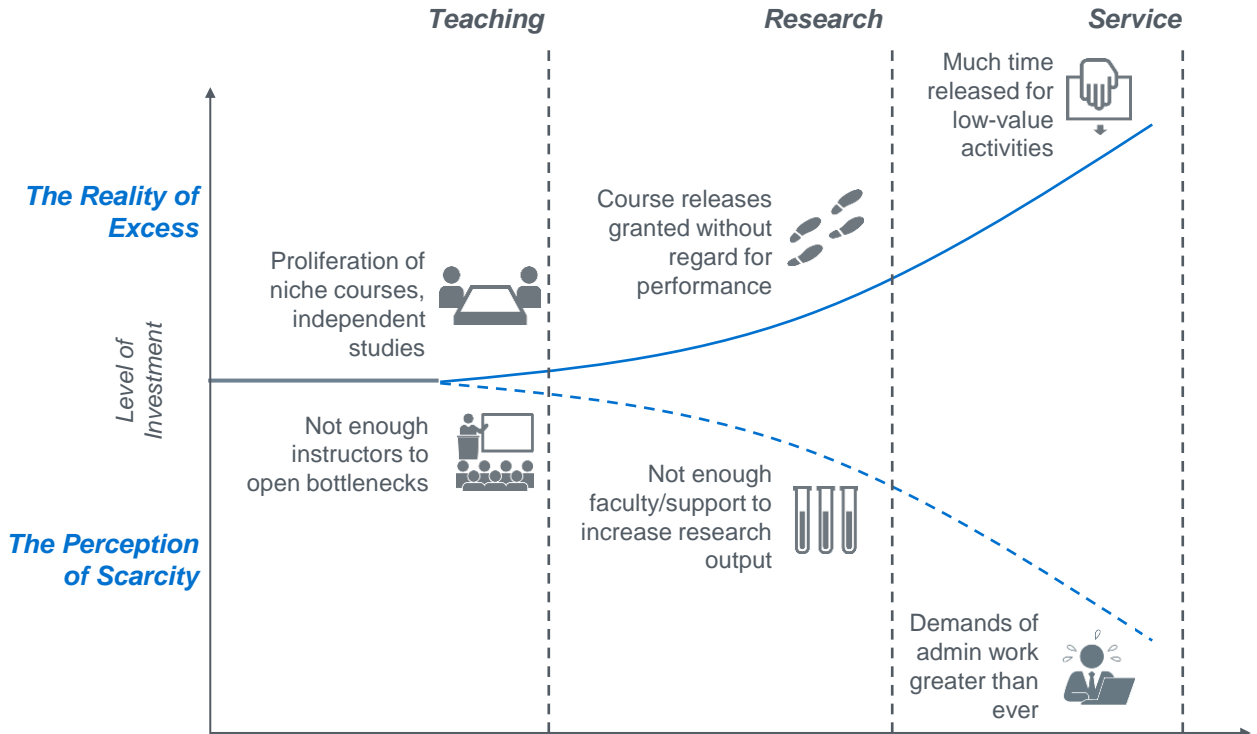 Teaching
Research
Service
Much time
released for
low-value
activities
The Reality of
Excess
Course releases
granted without
regard for
performance
Proliferation of
niche courses,
independent
studies
Level of
Investment
Not enough
instructors to
open bottlenecks
Not enough
faculty/support to
increase research
output
The Perception
of Scarcity
Demands of
admin work
greater than
ever